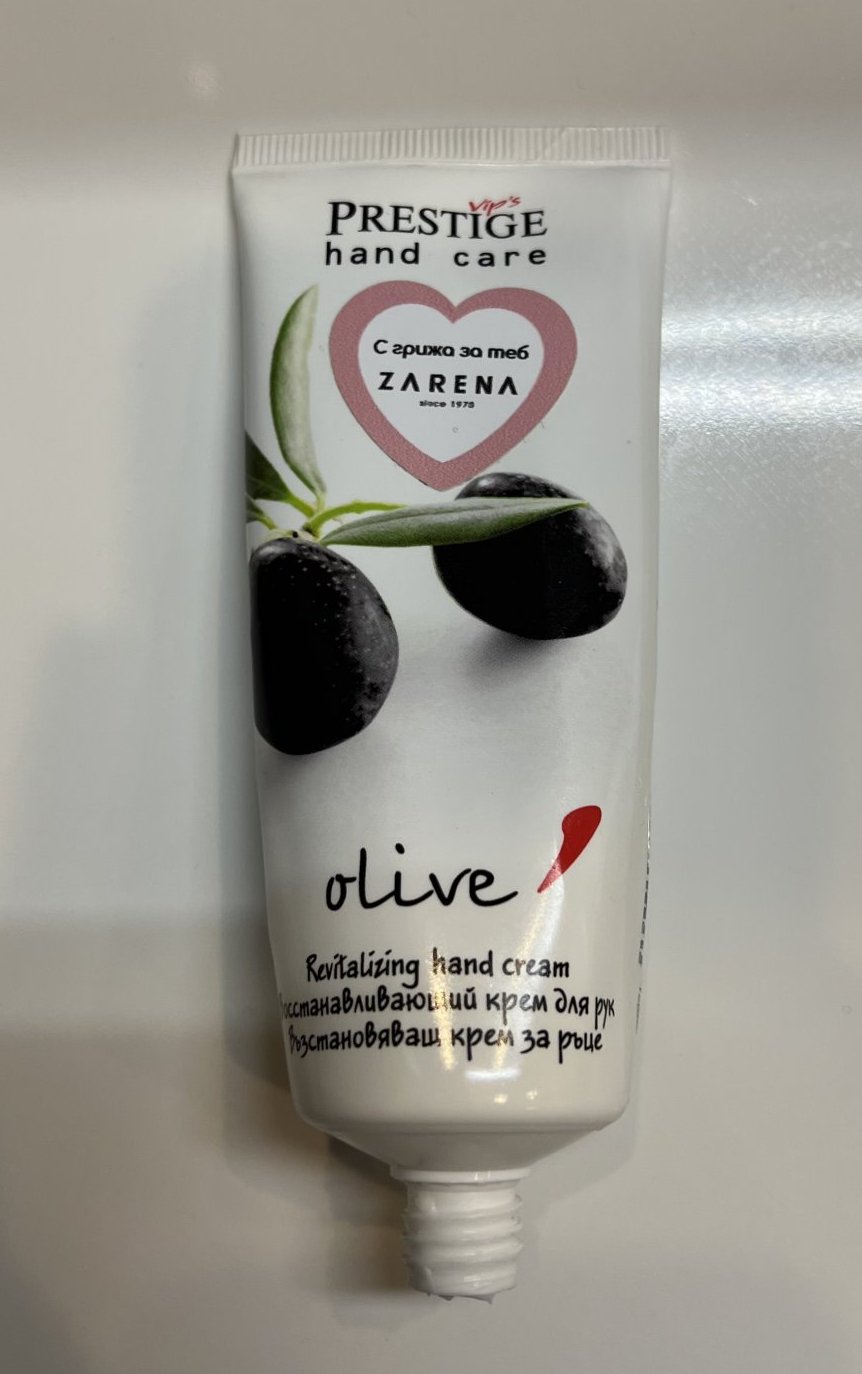 Vip's
PRESTIGE
hand care
С грижа за теб
ZARENA
since 1978
olive
Revitalizing hand cream
Восстанавливающий крем для рук
Възстановяващ крем за ръце